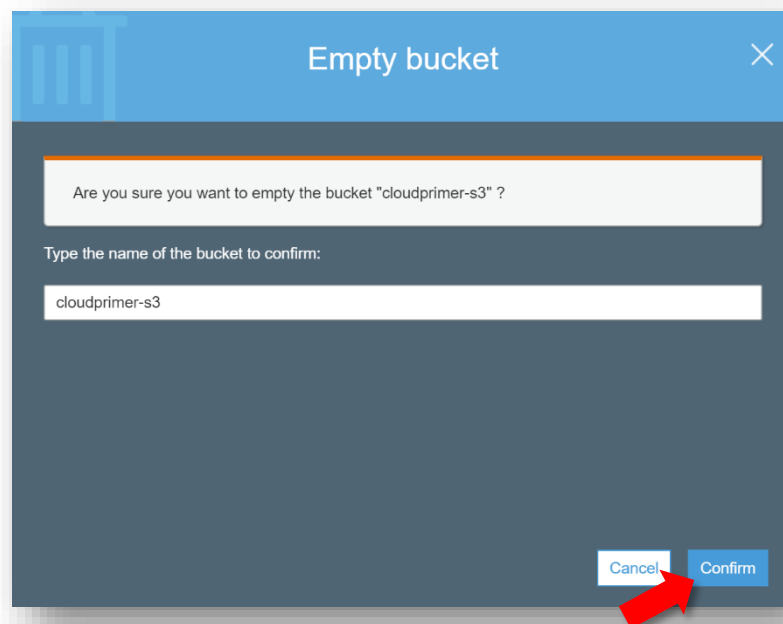 Empty bucket
Are you sure you want to empty the bucket "cloudprimer-s3" ?
Type the name of the bucket to confirm:
cloudprimer-s3
Cancel Confirm